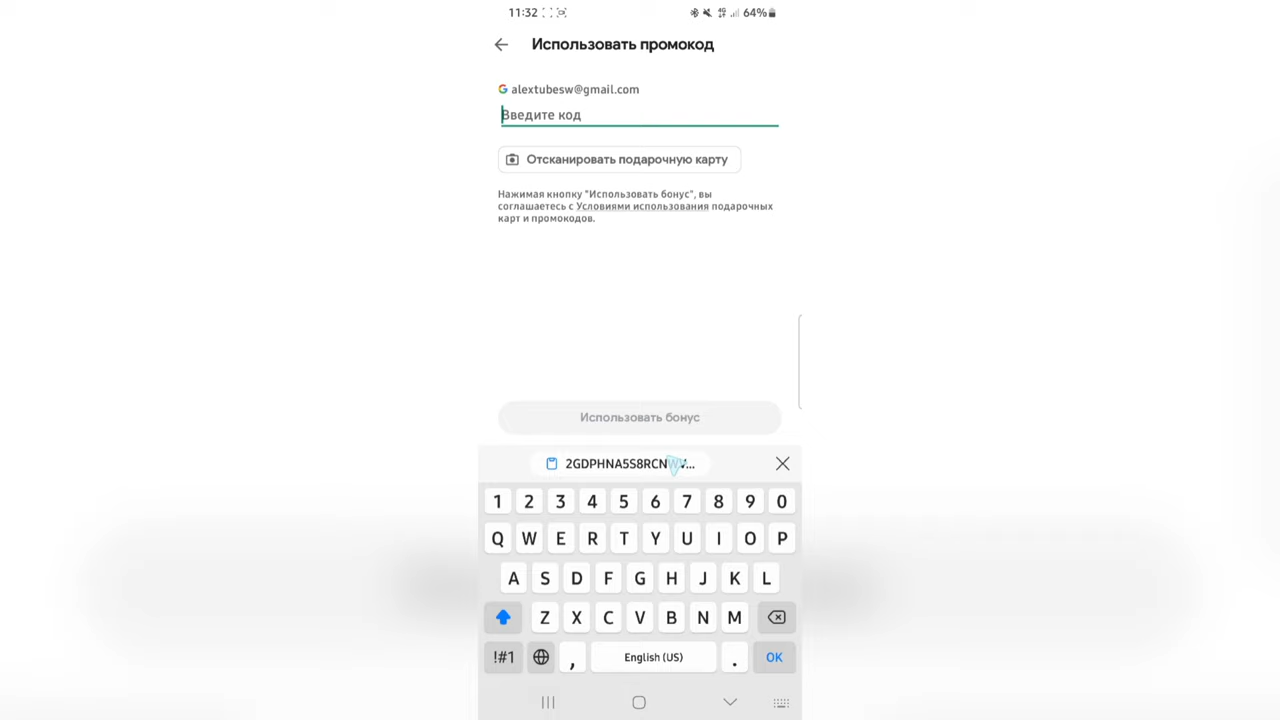 11:32 64%
Использовать промокод
alextubesw@gmail.com
Введите код
Отсканировать подарочную карту
Нажимая кнопку "Использовать бонус", вы
соглашаетесь с Условиями использования подарочных
карт и промокодов.
Использовать бонус
1 2 3 4 5 6 7 8 9 0
Q W E R T Y U I O P
A S D F G H J K L
Z X C V B N M
!#1 , English (US) . OK